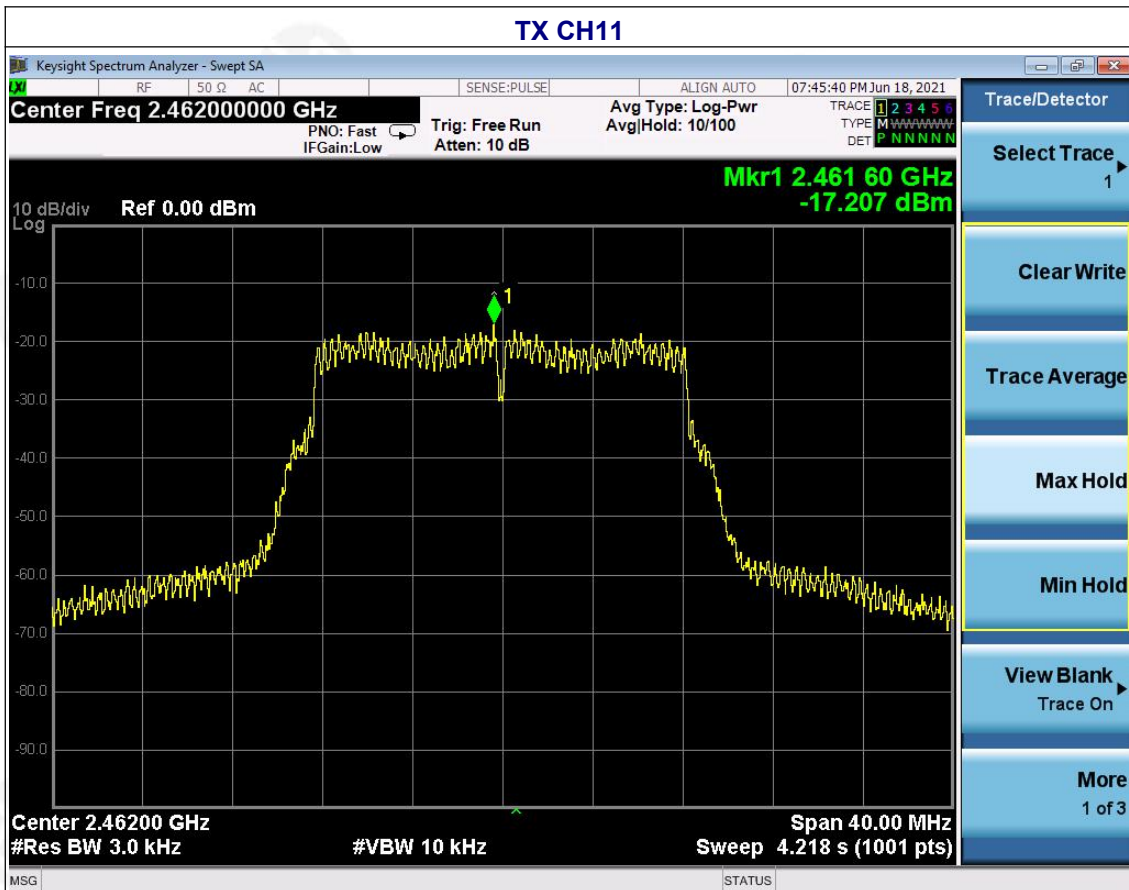 TX CH11
Keysight Spectrum Analyzer - Swept SA
LXI RF 50 Ω AC SENSE:PULSE ALIGN AUTO 07:45:40 PM Jun 18, 2021
Center Freq 2.462000000 GHz
PNO: Fast
IFGain:Low
Trig: Free Run
Atten: 10 dB
Avg Type: Log-Pwr
Avg|Hold: 10/100
TRACE 1 2 3 4 5 6
TYPE M WWWWW
DET P N N N N N
Mkr1 2.461 60 GHz
-17.207 dBm
10 dB/div Ref 0.00 dBm
Log
1
-10.0
-20.0
-30.0
-40.0
-50.0
-60.0
-70.0
-80.0
-90.0
Center 2.46200 GHz Span 40.00 MHz
#Res BW 3.0 kHz #VBW 10 kHz Sweep 4.218 s (1001 pts)
MSG STATUS
Trace/Detector
Select Trace
1
Clear Write
Trace Average
Max Hold
Min Hold
View Blank
Trace On
More
1 of 3